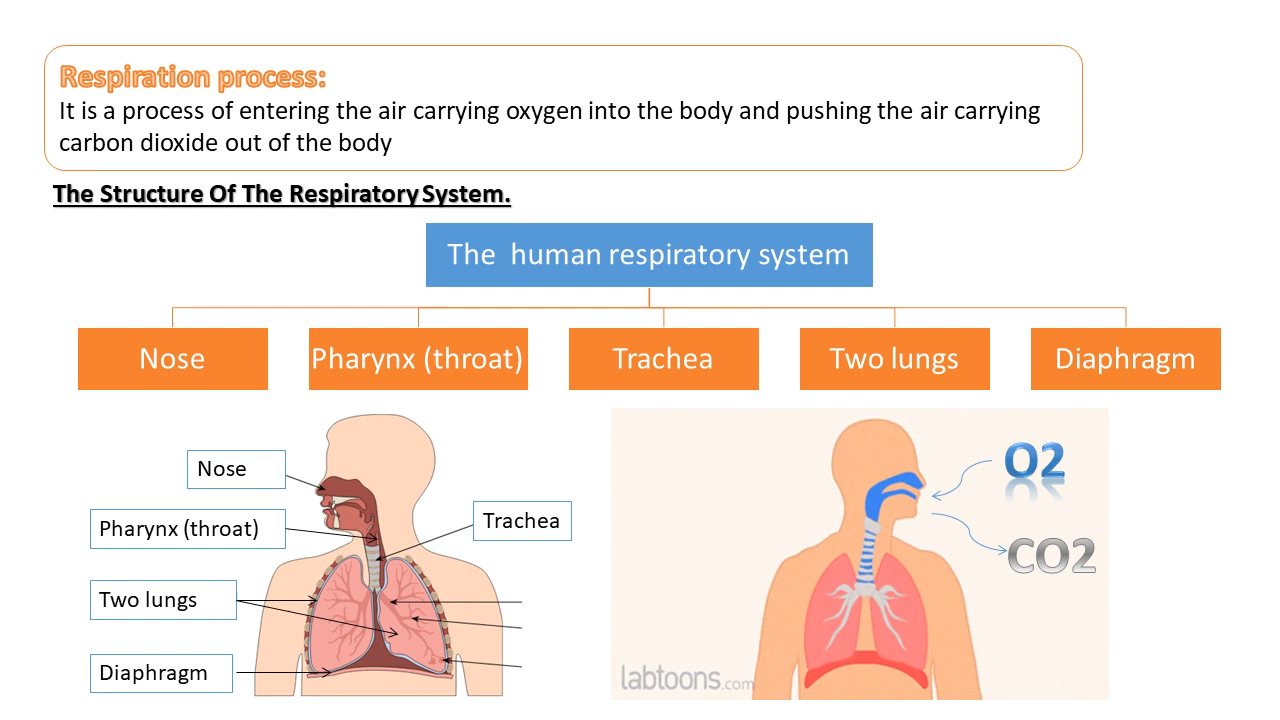 Respiration process:
It is a process of entering the air carrying oxygen into the body and pushing the air carrying
carbon dioxide out of the body
The Structure Of The Respiratory System.
The human respiratory system
Nose
Pharynx (throat)
Trachea
Two lungs
Diaphragm
Nose
Pharynx (throat)
Trachea
Two lungs
Diaphragm
O2
CO2
labtoons.com